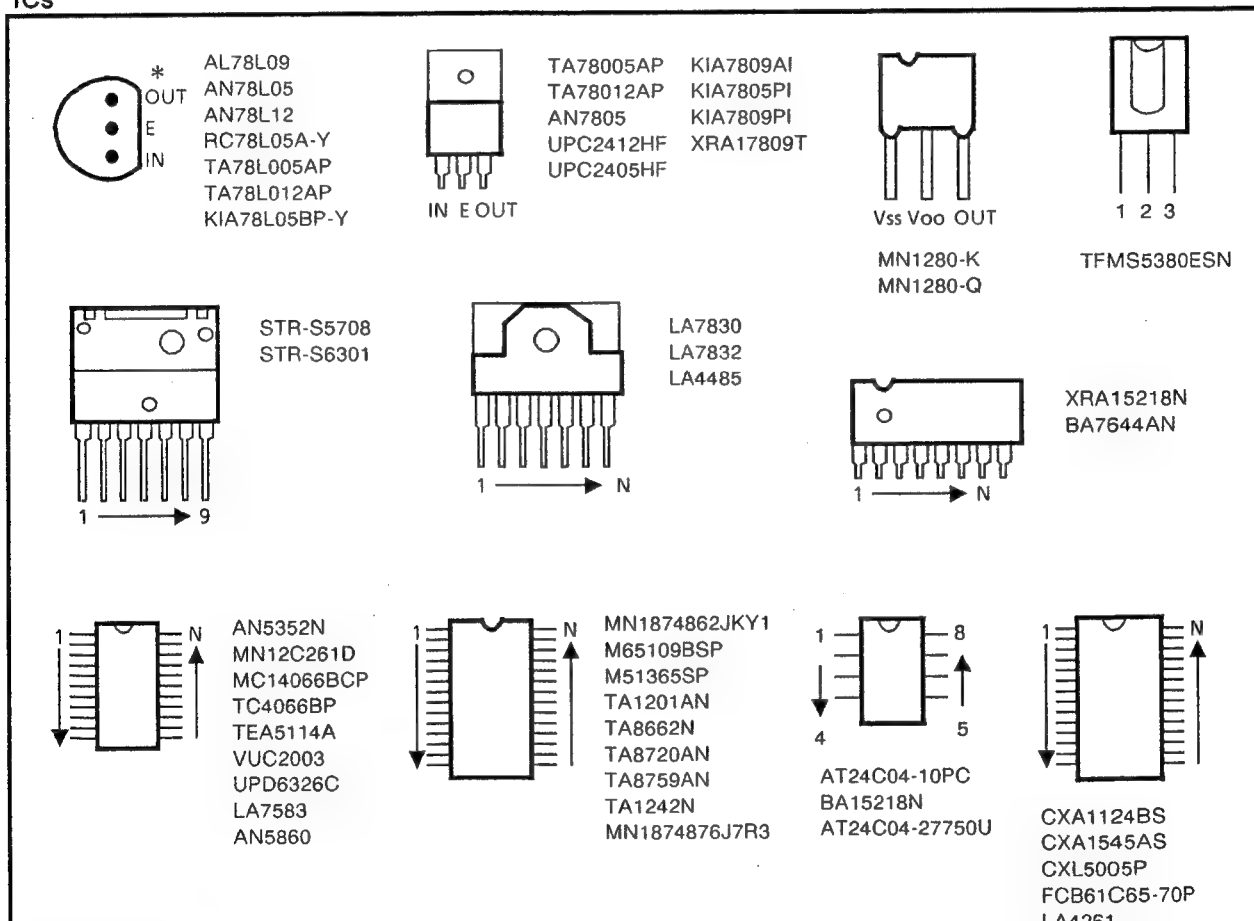 ICs
*
OUT
E
IN
AL78L09
AN78L05
AN78L12
RC78L05A-Y
TA78L005AP
TA78L012AP
KIA78L05BP-Y
IN E OUT
TA78005AP KIA7809AI
TA78012AP KIA7805PI
AN7805 KIA7809PI
UPC2412HF XRA17809T
UPC2405HF
Vss Voo OUT
MN1280-K
MN1280-Q
1 2 3
TFMS5380ESN
1 9
STR-S5708
STR-S6301
1 N
LA7830
LA7832
LA4485
1 N
XRA15218N
BA7644AN
1 N
AN5352N
MN12C261D
MC14066BCP
TC4066BP
TEA5114A
VUC2003
UPD6326C
LA7583
AN5860
1 N
MN1874862JKY1
M65109BSP
M51365SP
TA1201AN
TA8662N
TA8720AN
TA8759AN
TA1242N
MN1874876J7R3
1 8
4 5
AT24C04-10PC
BA15218N
AT24C04-27750U
1 N
CXA1124BS
CXA1545AS
CXL5005P
FCB61C65-70P
LA4261